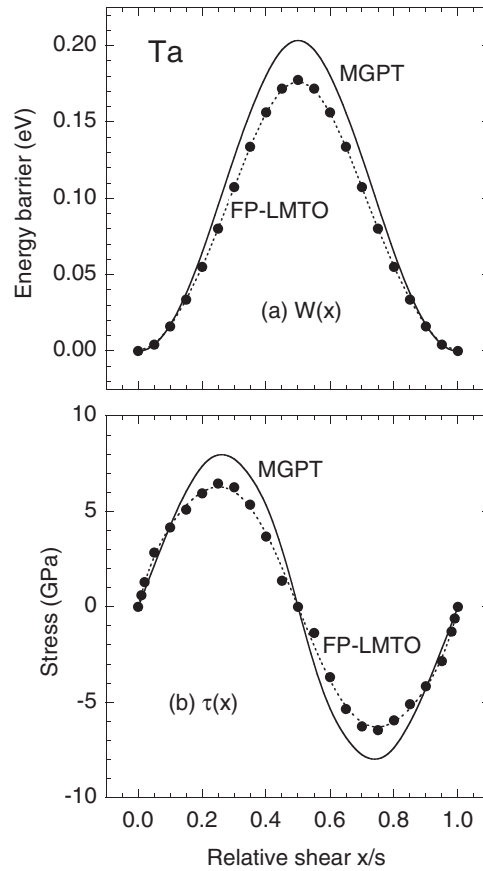 Ta
0.20
0.15
0.10
0.05
0.00
Energy barrier (eV)
MGPT
FP-LMTO
(a) W(x)
10
5
0
-5
-10
Stress (GPa)
MGPT
FP-LMTO
(b) τ(x)
0.0 0.2 0.4 0.6 0.8 1.0
Relative shear x/s